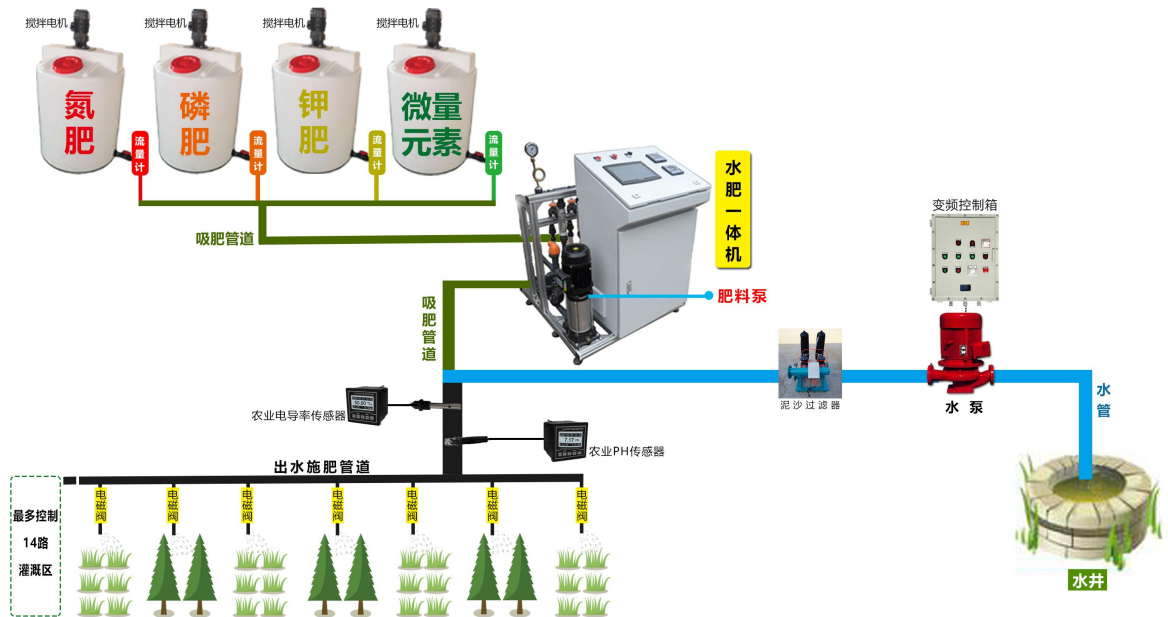 搅拌电机
搅拌电机
搅拌电机
搅拌电机
氮肥
磷肥
钾肥
微量元素
流量计
流量计
流量计
流量计
水肥一体机
吸肥管道
肥料泵
吸肥管道
变频控制箱
泥沙过滤器
水泵
水管
农业电导率传感器
7.17
农业PH传感器
出水施肥管道
电磁阀
电磁阀
电磁阀
电磁阀
电磁阀
电磁阀
电磁阀
最多控制
14路
灌溉区
水井